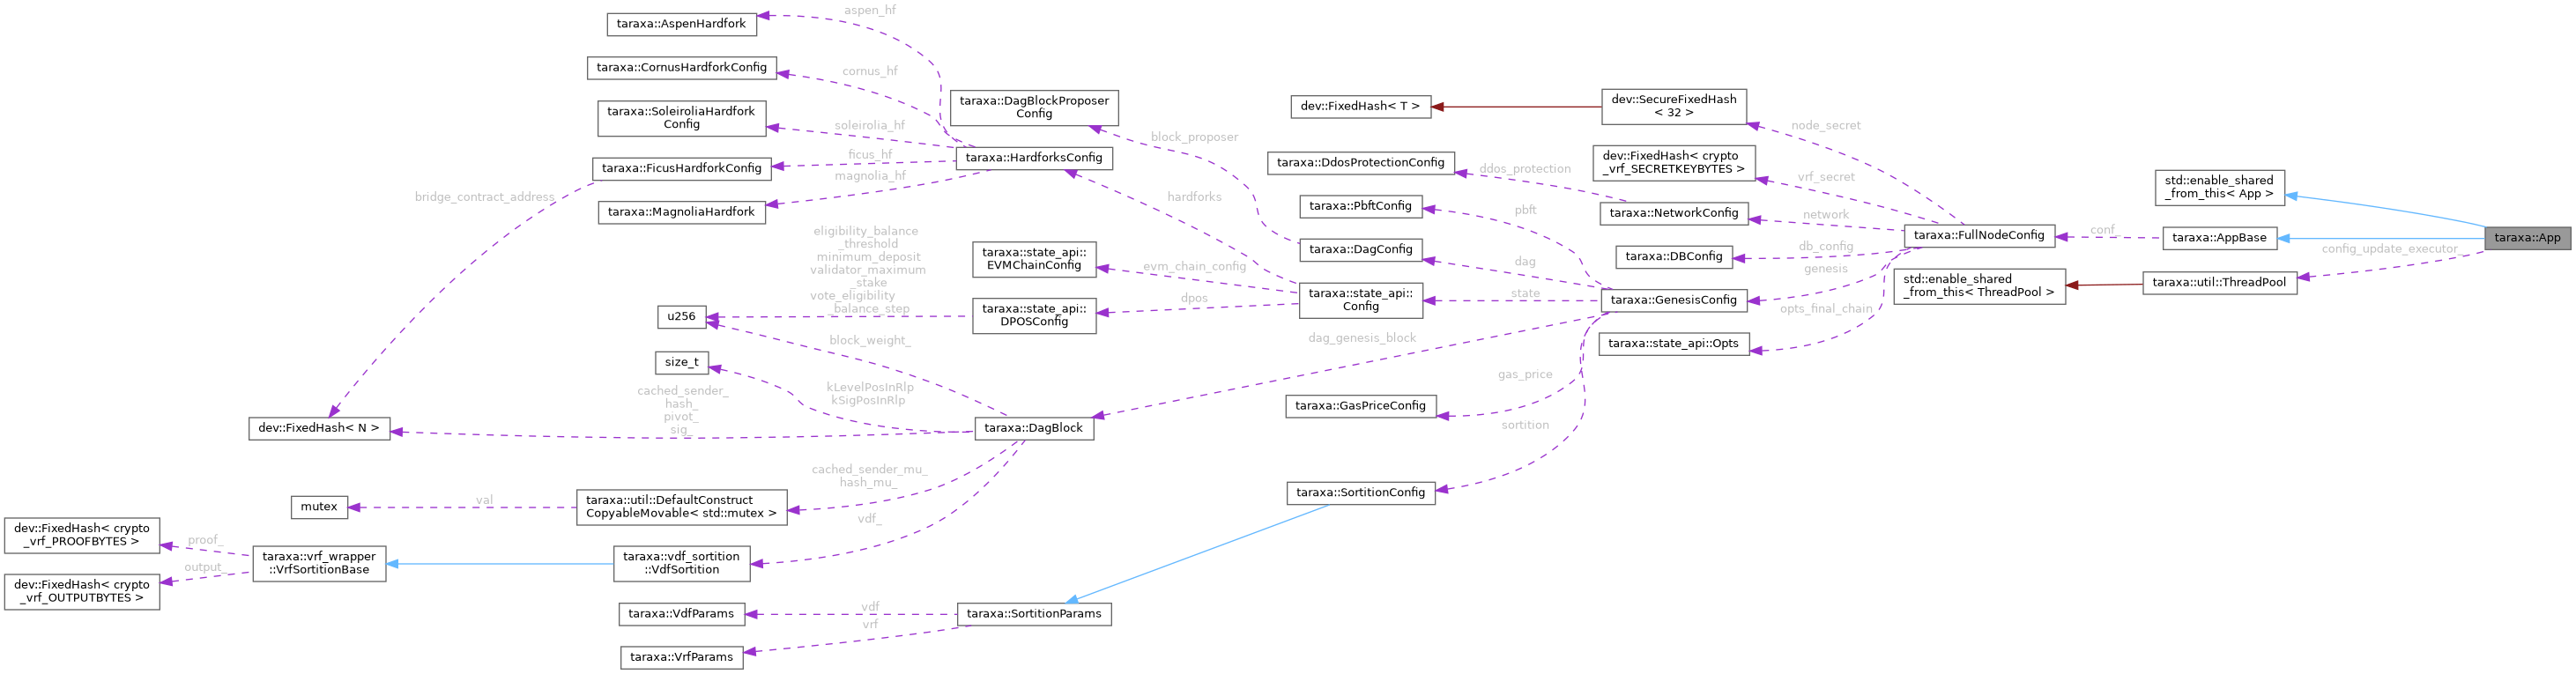 taraxa::AspenHardfork
aspen_hf
taraxa::CornusHardforkConfig
cornus_hf
taraxa::SoleiroliaHardfork
Config
soleirolia_hf
taraxa::FicusHardforkConfig
ficus_hf
magnolia_hf
taraxa::MagnoliaHardfork
bridge_contract_address
taraxa::DagBlockProposer
Config
taraxa::HardforksConfig
block_proposer
hardforks
eligibility_balance
_threshold
minimum_deposit
validator_maximum
_stake
vote_eligibility
_balance_step
taraxa::state_api::
EVMChainConfig
evm_chain_config
taraxa::state_api::
DPOSConfig
dpos
u256
block_weight_
size_t
kLevelPosInRlp
kSigPosInRlp
cached_sender_
hash_
pivot_
sig_
dev::FixedHash< N >
taraxa::DagBlock
dag_genesis_block
cached_sender_mu_
hash_mu_
mutex
val
taraxa::util::DefaultConstruct
CopyableMovable< std::mutex >
vdf_
dev::FixedHash< crypto
_vrf_PROOFBYTES >
proof_
dev::FixedHash< crypto
_vrf_OUTPUTBYTES >
output_
taraxa::vrf_wrapper
::VrfSortitionBase
taraxa::vdf_sortition
::VdfSortition
taraxa::VdfParams
vdf
taraxa::VrfParams
vrf
taraxa::SortitionParams
dev::FixedHash< T >
dev::SecureFixedHash
< 32 >
taraxa::DdosProtectionConfig
ddos_protection
dev::FixedHash< crypto
_vrf_SECRETKEYBYTES >
taraxa::PbftConfig
pbft
taraxa::NetworkConfig
taraxa::DagConfig
dag
taraxa::DBConfig
taraxa::state_api::
Config
state
taraxa::GenesisConfig
taraxa::state_api::Opts
gas_price
taraxa::GasPriceConfig
sortition
taraxa::SortitionConfig
node_secret
vrf_secret
network
db_config
genesis
opts_final_chain
taraxa::FullNodeConfig
std::enable_shared
_from_this< ThreadPool >
conf_
std::enable_shared
_from_this< App >
taraxa::AppBase
taraxa::util::ThreadPool
config_update_executor_
taraxa::App